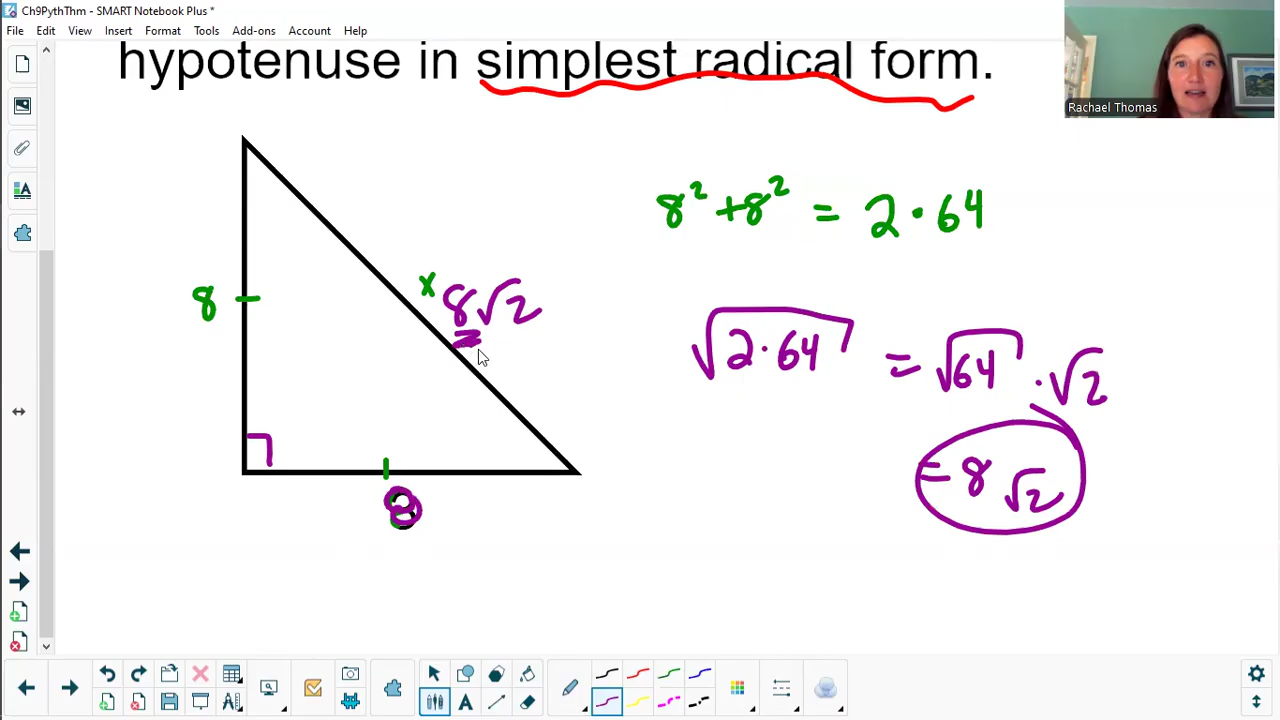 Ch9PythThm - SMART Notebook Plus *
File Edit View Insert Format Tools Add-ons Account Help
hypotenuse in simplest radical form.
Rachael Thomas
8² + 8² = 2 · 64
8
x 8√2
√2·64 = √64 · √2
= 8 √2
8
A